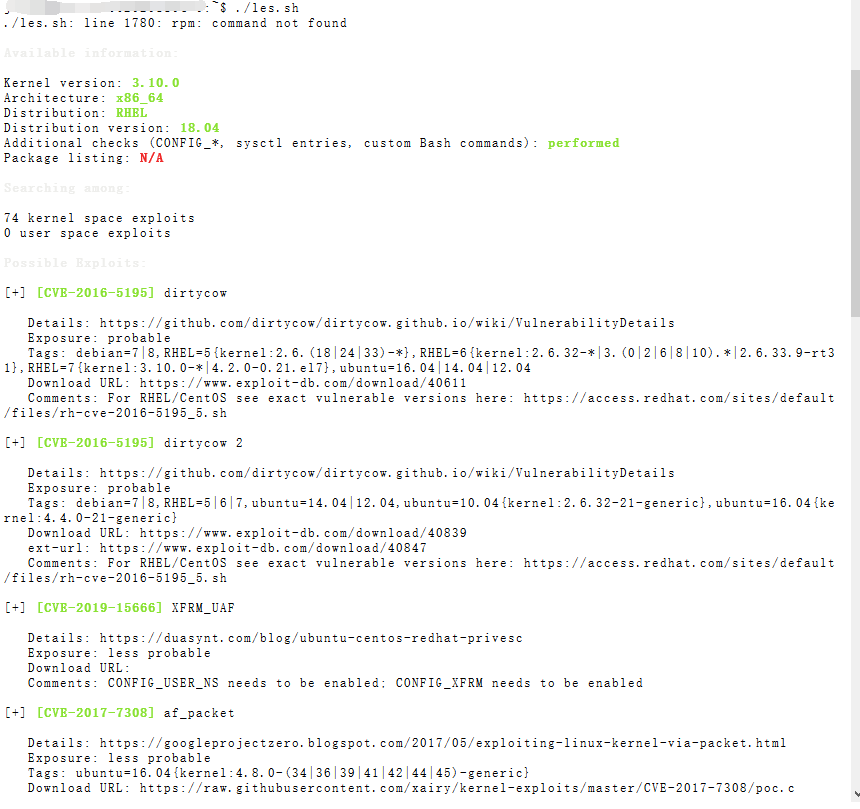 :~$ ./les.sh
./les.sh: line 1780: rpm: command not found
Available information:
Kernel version: 3.10.0
Architecture: x86_64
Distribution: RHEL
Distribution version: 18.04
Additional checks (CONFIG_*, sysctl entries, custom Bash commands): performed
Package listing: N/A
Searching among:
74 kernel space exploits
0 user space exploits
Possible Exploits:
[+] [CVE-2016-5195] dirtycow
Details: https://github.com/dirtycow/dirtycow.github.io/wiki/VulnerabilityDetails
Exposure: probable
Tags: debian=7|8,RHEL=5{kernel:2.6.(18|24|33)-*},RHEL=6{kernel:2.6.32-*|3.(0|2|6|8|10).*|2.6.33.9-rt3
1},RHEL=7{kernel:3.10.0-*|4.2.0-0.21.el7},ubuntu=16.04|14.04|12.04
Download URL: https://www.exploit-db.com/download/40611
Comments: For RHEL/CentOS see exact vulnerable versions here: https://access.redhat.com/sites/default
/files/rh-cve-2016-5195_5.sh
[+] [CVE-2016-5195] dirtycow 2
Details: https://github.com/dirtycow/dirtycow.github.io/wiki/VulnerabilityDetails
Exposure: probable
Tags: debian=7|8,RHEL=5|6|7,ubuntu=14.04|12.04,ubuntu=10.04{kernel:2.6.32-21-generic},ubuntu=16.04{ke
rnel:4.4.0-21-generic}
Download URL: https://www.exploit-db.com/download/40839
ext-url: https://www.exploit-db.com/download/40847
Comments: For RHEL/CentOS see exact vulnerable versions here: https://access.redhat.com/sites/default
/files/rh-cve-2016-5195_5.sh
[+] [CVE-2019-15666] XFRM_UAF
Details: https://duasynt.com/blog/ubuntu-centos-redhat-privesc
Exposure: less probable
Download URL:
Comments: CONFIG_USER_NS needs to be enabled; CONFIG_XFRM needs to be enabled
[+] [CVE-2017-7308] af_packet
Details: https://googleprojectzero.blogspot.com/2017/05/exploiting-linux-kernel-via-packet.html
Exposure: less probable
Tags: ubuntu=16.04{kernel:4.8.0-(34|36|39|41|42|44|45)-generic}
Download URL: https://raw.githubusercontent.com/xairy/kernel-exploits/master/CVE-2017-7308/poc.c